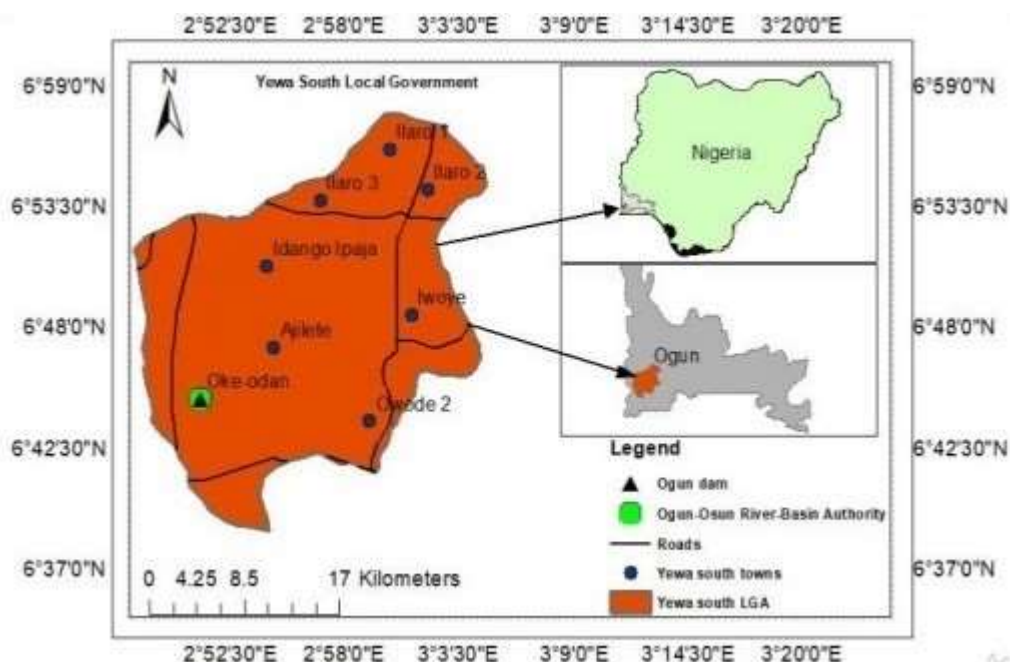 2°52'30"E 2°58'0"E 3°3'30"E 3°9'0"E 3°14'30"E 3°20'0"E
6°59'0"N
6°53'30"N
6°48'0"N
6°42'30"N
6°37'0"N
N
Yewa South Local Government
Ilaro 1
Ilaro 2
Ilaro 3
Idango Ipaja
Iwoye
Ajilete
Oke-odan
Owode 2
0 4.25 8.5 17 Kilometers
Nigeria
Ogun
Legend
Ogun dam
Ogun-Osun River-Basin Authority
Roads
Yewa south towns
Yewa south LGA
6°59'0"N
6°53'30"N
6°48'0"N
6°42'30"N
6°37'0"N
2°52'30"E 2°58'0"E 3°3'30"E 3°9'0"E 3°14'30"E 3°20'0"E